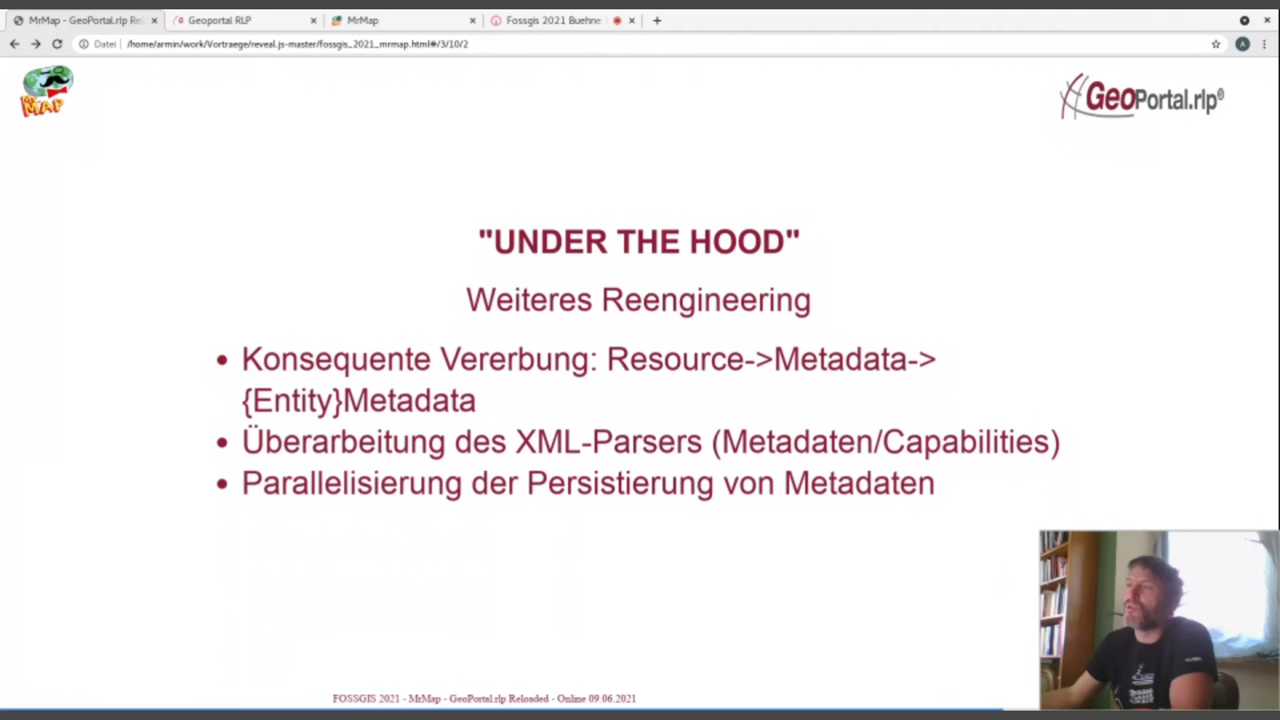 MrMap - GeoPortal.rlp Rel
Geoportal RLP
MrMap
Fossgis 2021 Buehne
Datei
/home/armin/work/Vortraege/reveal.js-master/fossgis_2021_mrmap.html#/3/10/2
A
MAP
GeoPortal.rlp®
"UNDER THE HOOD"
Weiteres Reengineering
• Konsequente Vererbung: Resource->Metadata->
{Entity}Metadata
• Überarbeitung des XML-Parsers (Metadaten/Capabilities)
• Parallelisierung der Persistierung von Metadaten
FOSSGIS 2021 - MrMap - GeoPortal.rlp Reloaded - Online 09.06.2021